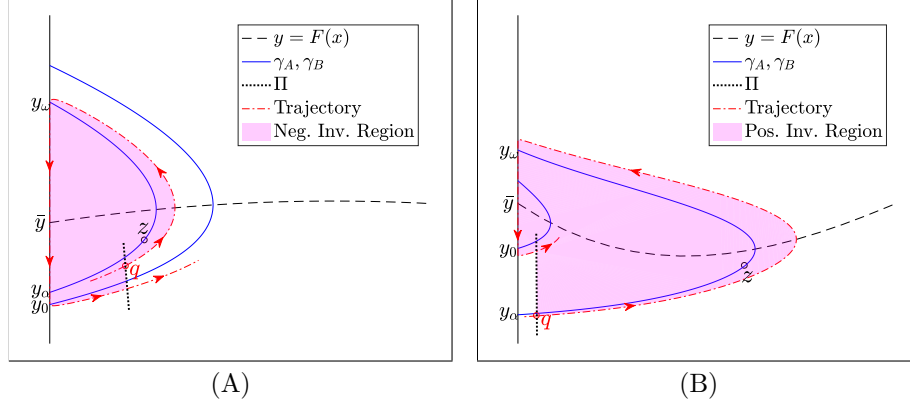 y = F(x)
γ_A, γ_B
Π
Trajectory
Neg. Inv. Region
y_ω
ȳ
z
q
y_α
y_0
(A)
y = F(x)
γ_A, γ_B
Π
Trajectory
Pos. Inv. Region
y_ω
ȳ
y_0
z
y_α
q
(B)